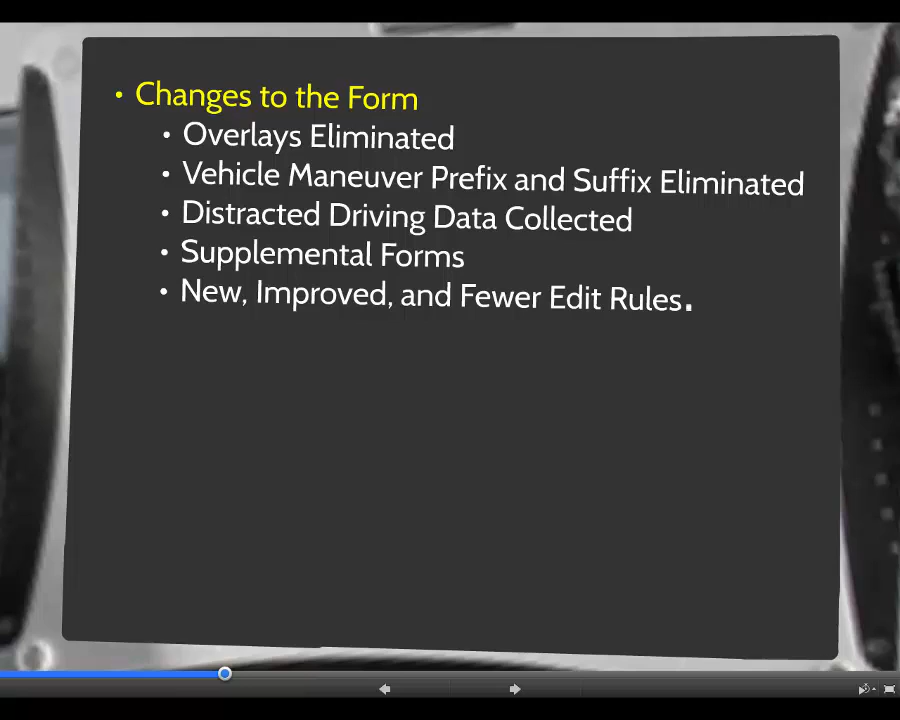 • Changes to the Form
• Overlays Eliminated
• Vehicle Maneuver Prefix and Suffix Eliminated
• Distracted Driving Data Collected
• Supplemental Forms
• New, Improved, and Fewer Edit Rules.